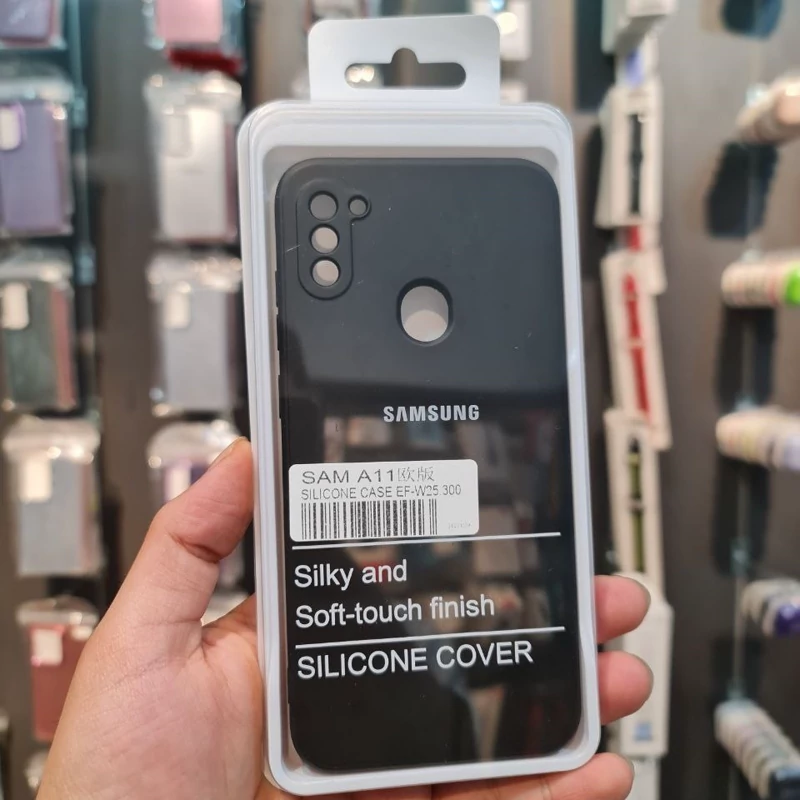 SAMSUNG
SAM A11欧版
SILICONE CASE EF-W25 300
Silky and
Soft-touch finish
SILICONE COVER